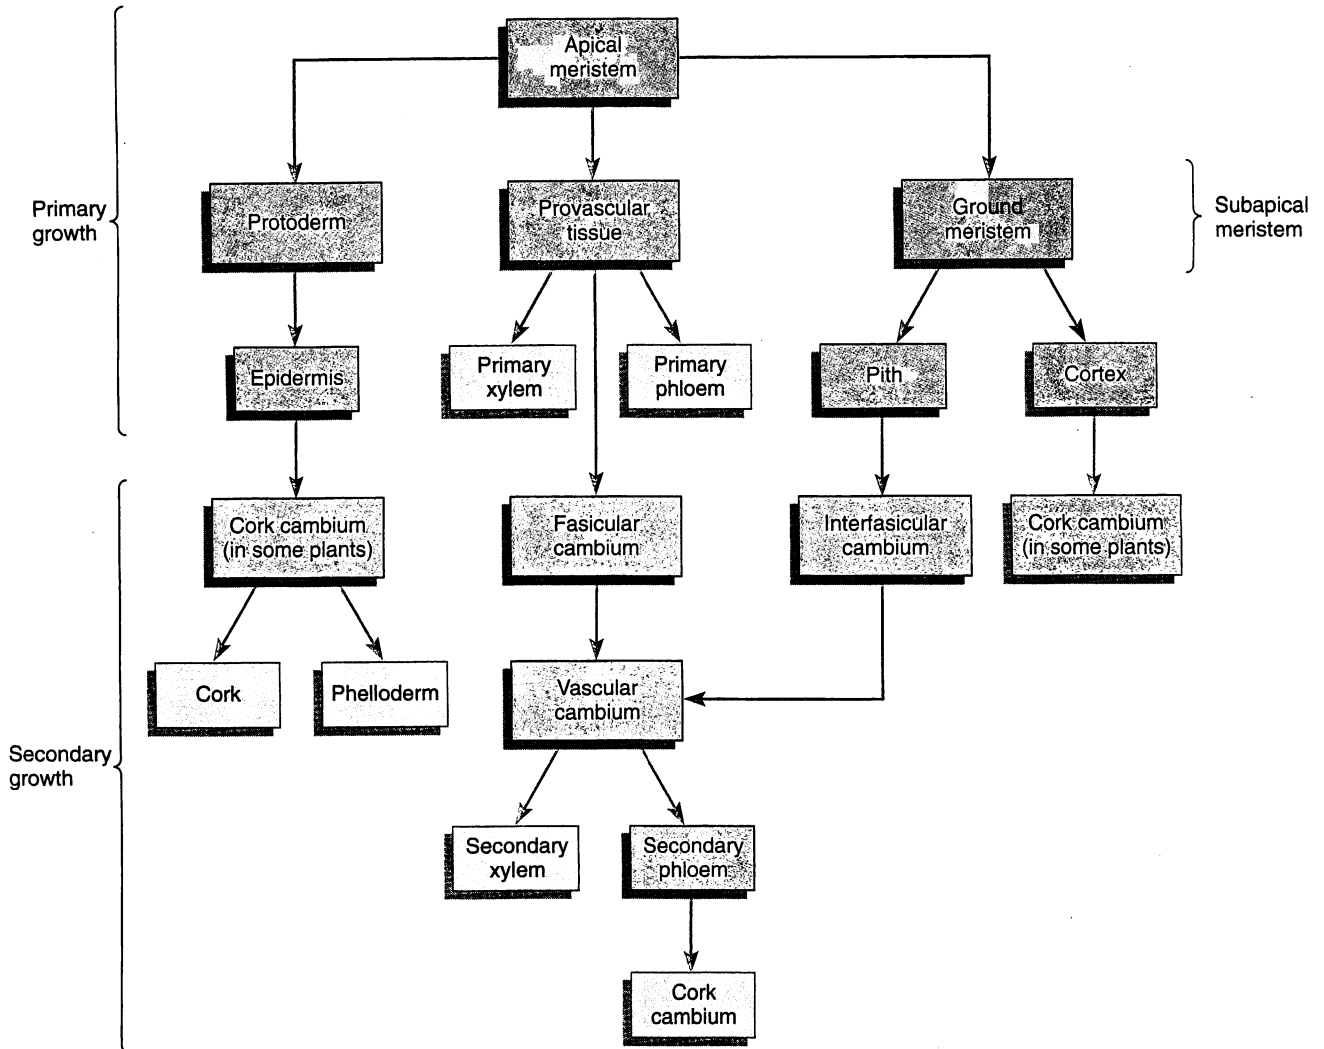 Apical
meristem
Primary
growth
Protoderm
Provascular
tissue
Ground
meristem
Subapical
meristem
Epidermis
Primary
xylem
Primary
phloem
Pith
Cortex
Cork cambium
(in some plants)
Fasicular
cambium
Interfasicular
cambium
Cork cambium
(in some plants)
Cork
Phelloderm
Vascular
cambium
Secondary
growth
Secondary
xylem
Secondary
phloem
Cork
cambium